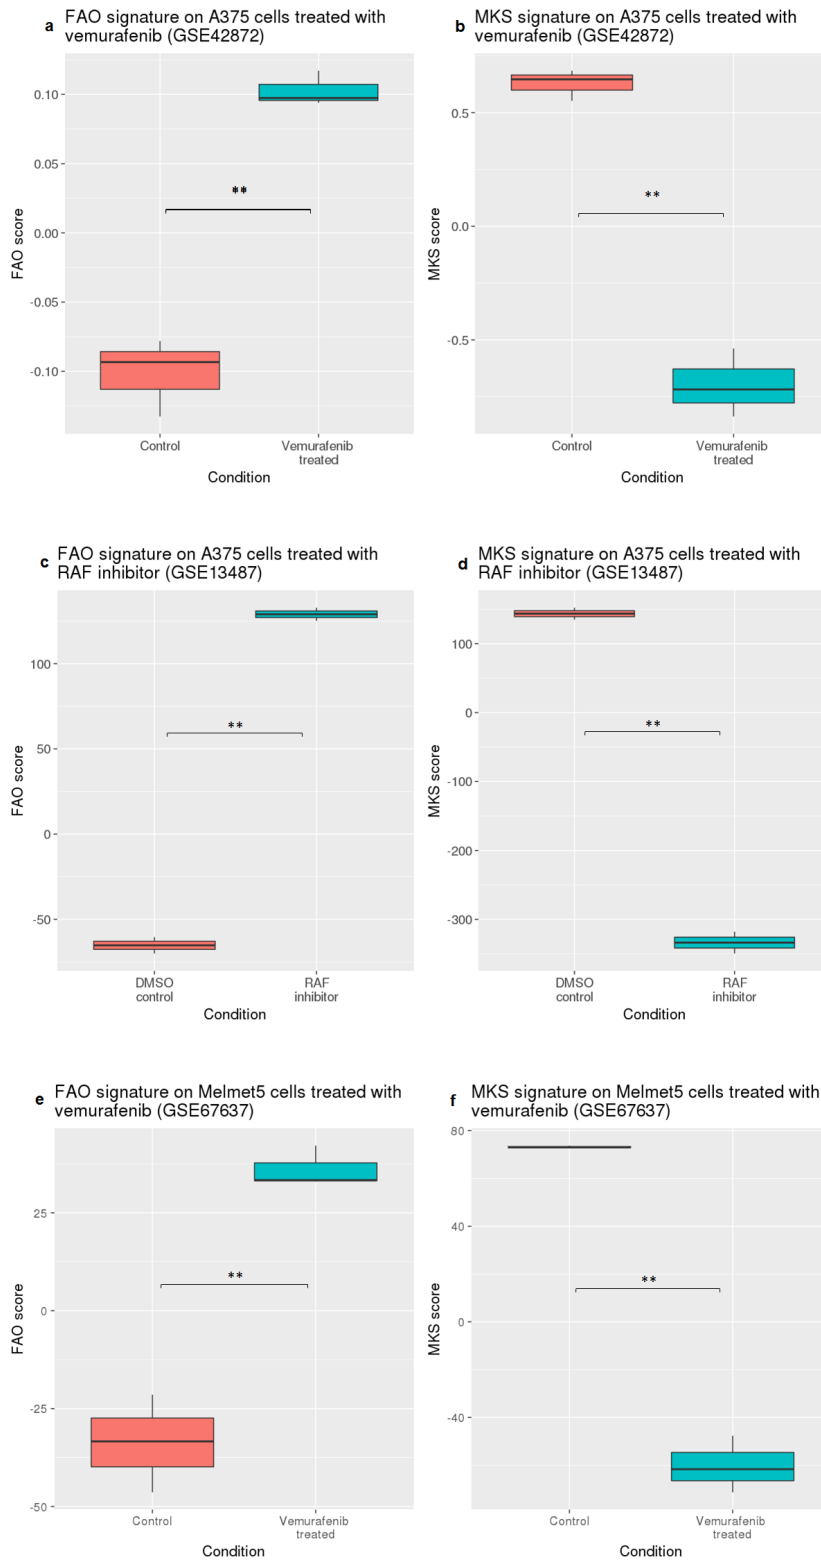 a
FAO signature on A375 cells treated with
vemurafenib (GSE42872)
FAO score
0.10
0.05
0.00
-0.05
-0.10
**
Control
Vemurafenib
treated
Condition
b
MKS signature on A375 cells treated with
vemurafenib (GSE42872)
MKS score
0.5
0.0
-0.5
**
Control
Vemurafenib
treated
Condition
c
FAO signature on A375 cells treated with
RAF inhibitor (GSE13487)
FAO score
100
50
0
-50
**
DMSO
control
RAF
inhibitor
Condition
d
MKS signature on A375 cells treated with
RAF inhibitor (GSE13487)
MKS score
100
0
-100
-200
-300
**
DMSO
control
RAF
inhibitor
Condition
e
FAO signature on Melmet5 cells treated with
vemurafenib (GSE67637)
FAO score
25
0
-25
-50
**
Control
Vemurafenib
treated
Condition
f
MKS signature on Melmet5 cells treated with
vemurafenib (GSE67637)
MKS score
80
40
0
-40
**
Control
Vemurafenib
treated
Condition